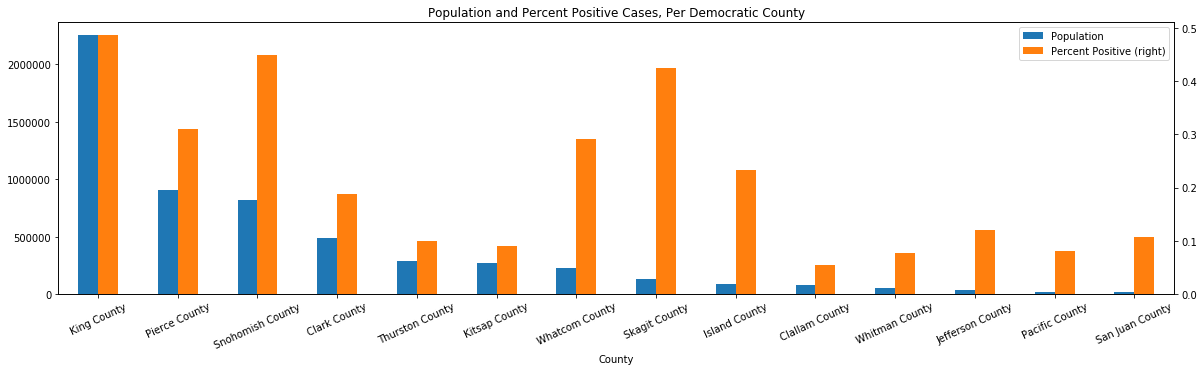 Population and Percent Positive Cases, Per Democratic County
Population
Percent Positive (right)
2000000
1500000
1000000
500000
0
0.5
0.4
0.3
0.2
0.1
0.0
King County
Pierce County
Snohomish County
Clark County
Thurston County
Kitsap County
Whatcom County
Skagit County
Island County
Clallam County
Whitman County
Jefferson County
Pacific County
San Juan County
County